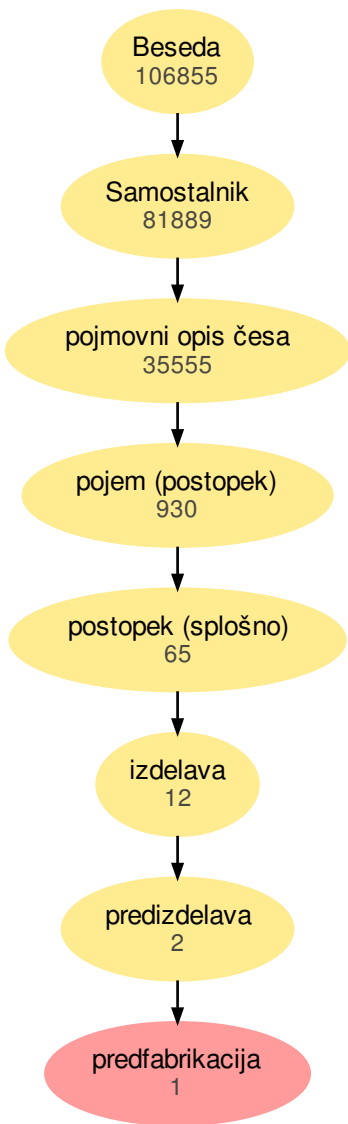 Beseda
106855
Samostalnik
81889
pojmovni opis česa
35555
pojem (postopek)
930
postopek (splošno)
65
izdelava
12
predizdelava
2
predfabrikacija
1